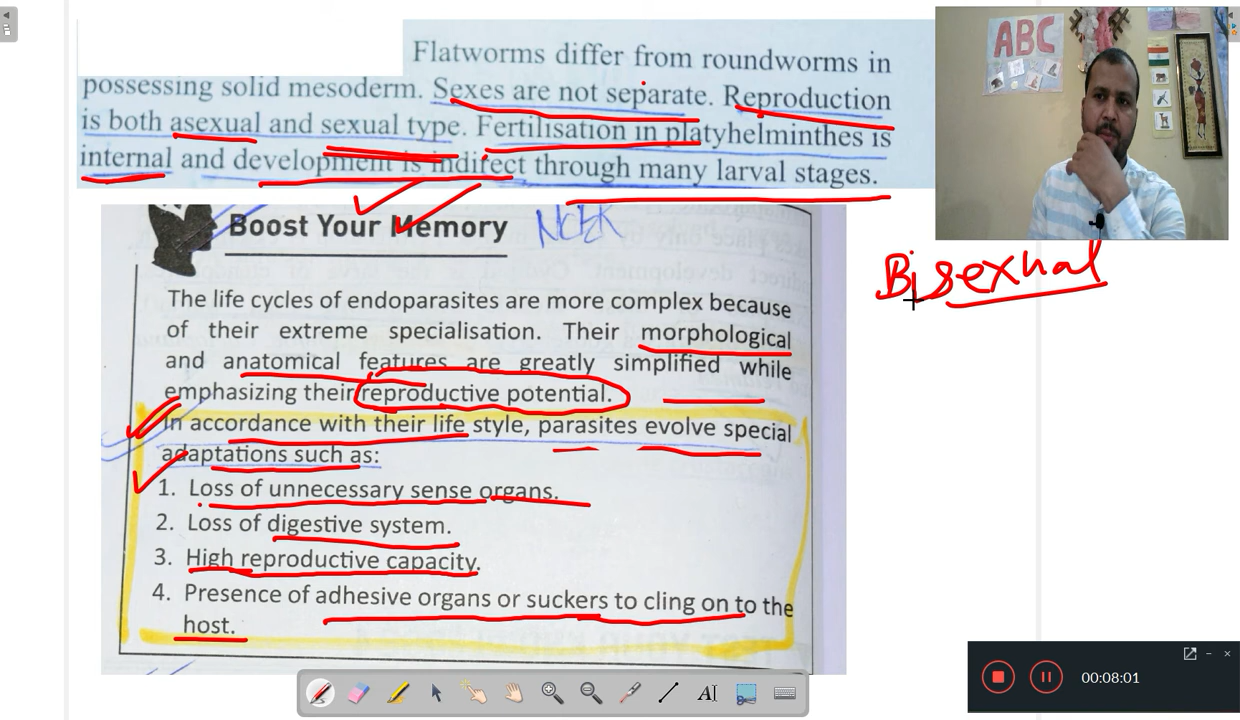 Flatworms differ from roundworms in
possessing solid mesoderm. Sexes are not separate. Reproduction
is both asexual and sexual type. Fertilisation in platyhelminthes is
internal and development is indirect through many larval stages.
ABC
Boost Your Memory
Bisexual
The life cycles of endoparasites are more complex because
of their extreme specialisation. Their morphological
and anatomical features are greatly simplified while
emphasizing their reproductive potential.
In accordance with their life style, parasites evolve special
adaptations such as:
1. Loss of unnecessary sense organs.
2. Loss of digestive system.
3. High reproductive capacity.
4. Presence of adhesive organs or suckers to cling on to the
host.
00:08:01
AI